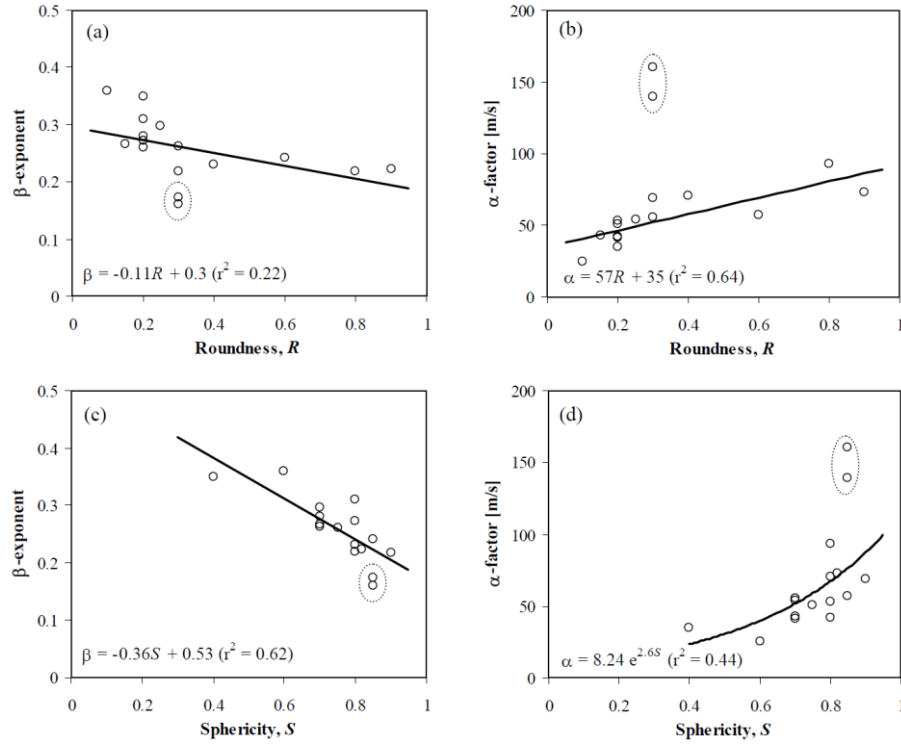 (a)
0.5
0.4
0.3
0.2
0.1
0
β-exponent
β = -0.11R + 0.3 (r² = 0.22)
0 0.2 0.4 0.6 0.8 1
Roundness, R
(b)
200
150
100
50
0
α-factor [m/s]
α = 57R + 35 (r² = 0.64)
0 0.2 0.4 0.6 0.8 1
Roundness, R
(c)
0.5
0.4
0.3
0.2
0.1
0
β-exponent
β = -0.36S + 0.53 (r² = 0.62)
0 0.2 0.4 0.6 0.8 1
Sphericity, S
(d)
200
150
100
50
0
α-factor [m/s]
α = 8.24 e^2.6S (r² = 0.44)
0 0.2 0.4 0.6 0.8 1
Sphericity, S